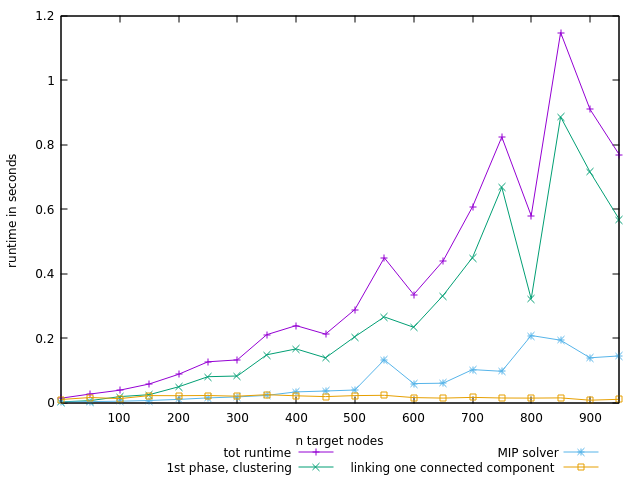 1.2
1
0.8
0.6
0.4
0.2
0
runtime in seconds
100 200 300 400 500 600 700 800 900
n target nodes
tot runtime
MIP solver
1st phase, clustering
linking one connected component